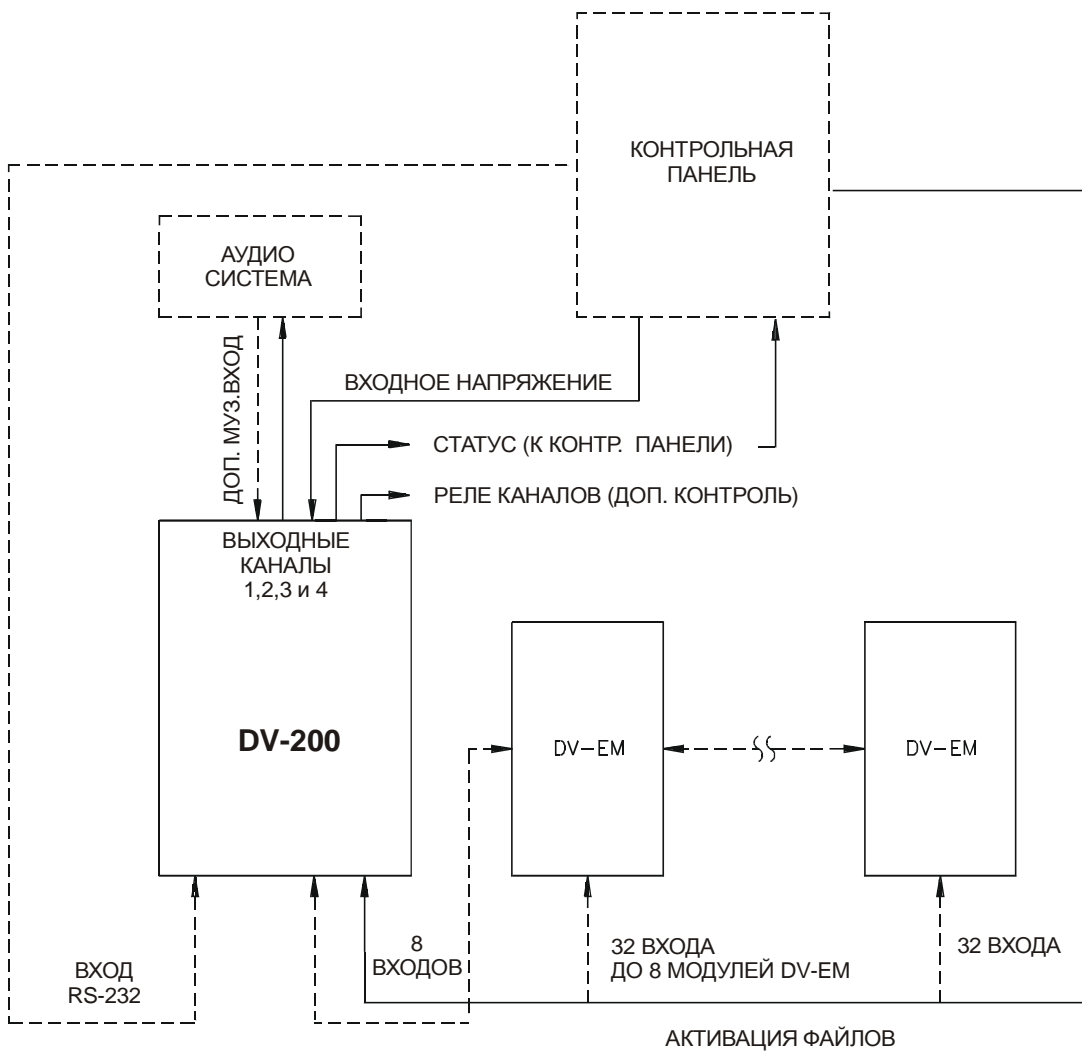 КОНТРОЛЬНАЯ
ПАНЕЛЬ
АУДИО
СИСТЕМА
ДОП. МУЗ.ВХОД
ВХОДНОЕ НАПРЯЖЕНИЕ
СТАТУС (К КОНТР. ПАНЕЛИ)
РЕЛЕ КАНАЛОВ (ДОП. КОНТРОЛЬ)
ВЫХОДНЫЕ
КАНАЛЫ
1,2,3 и 4
DV-200
DV-EM
DV-EM
8
ВХОДОВ
32 ВХОДА
ДО 8 МОДУЛЕЙ DV-EM
32 ВХОДА
ВХОД
RS-232
АКТИВАЦИЯ ФАЙЛОВ